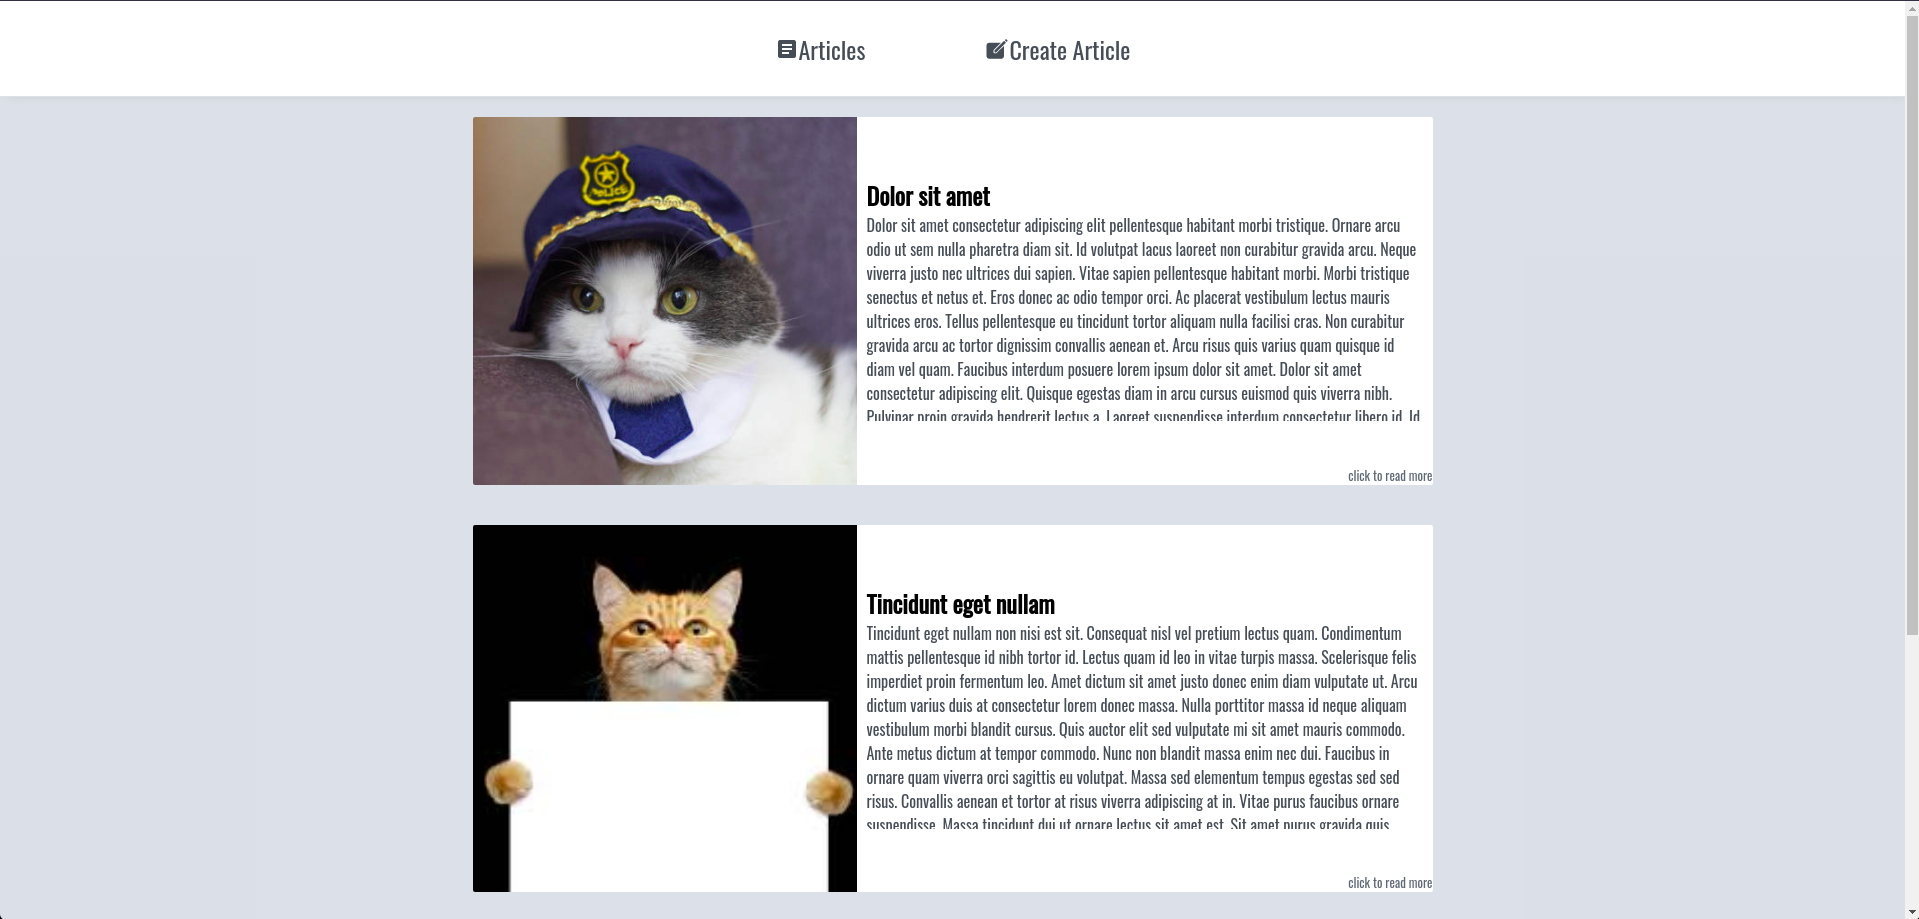 Articles
Create Article
POLICE
Dolor sit amet
Dolor sit amet consectetur adipiscing elit pellentesque habitant morbi tristique. Ornare arcu
odio ut sem nulla pharetra diam sit. Id volutpat lacus laoreet non curabitur gravida arcu. Neque
viverra justo nec ultrices dui sapien. Vitae sapien pellentesque habitant morbi. Morbi tristique
senectus et netus et. Eros donec ac odio tempor orci. Ac placerat vestibulum lectus mauris
ultrices eros. Tellus pellentesque eu tincidunt tortor aliquam nulla facilisi cras. Non curabitur
gravida arcu ac tortor dignissim convallis aenean et. Arcu risus quis varius quam quisque id
diam vel quam. Faucibus interdum posuere lorem ipsum dolor sit amet. Dolor sit amet
consectetur adipiscing elit. Quisque egestas diam in arcu cursus euismod quis viverra nibh.
Pulvinar proin gravida hendrerit lectus a. Laoreet suspendisse interdum consectetur libero id. Id
click to read more
Tincidunt eget nullam
Tincidunt eget nullam non nisi est sit. Consequat nisl vel pretium lectus quam. Condimentum
mattis pellentesque id nibh tortor id. Lectus quam id leo in vitae turpis massa. Scelerisque felis
imperdiet proin fermentum leo. Amet dictum sit amet justo donec enim diam vulputate ut. Arcu
dictum varius duis at consectetur lorem donec massa. Nulla porttitor massa id neque aliquam
vestibulum morbi blandit cursus. Quis auctor elit sed vulputate mi sit amet mauris commodo.
Ante metus dictum at tempor commodo. Nunc non blandit massa enim nec dui. Faucibus in
ornare quam viverra orci sagittis eu volutpat. Massa sed elementum tempus egestas sed sed
risus. Convallis aenean et tortor at risus viverra adipiscing at in. Vitae purus faucibus ornare
suspendisse. Massa tincidunt dui ut ornare lectus sit amet est. Sit amet purus gravida quis
click to read more